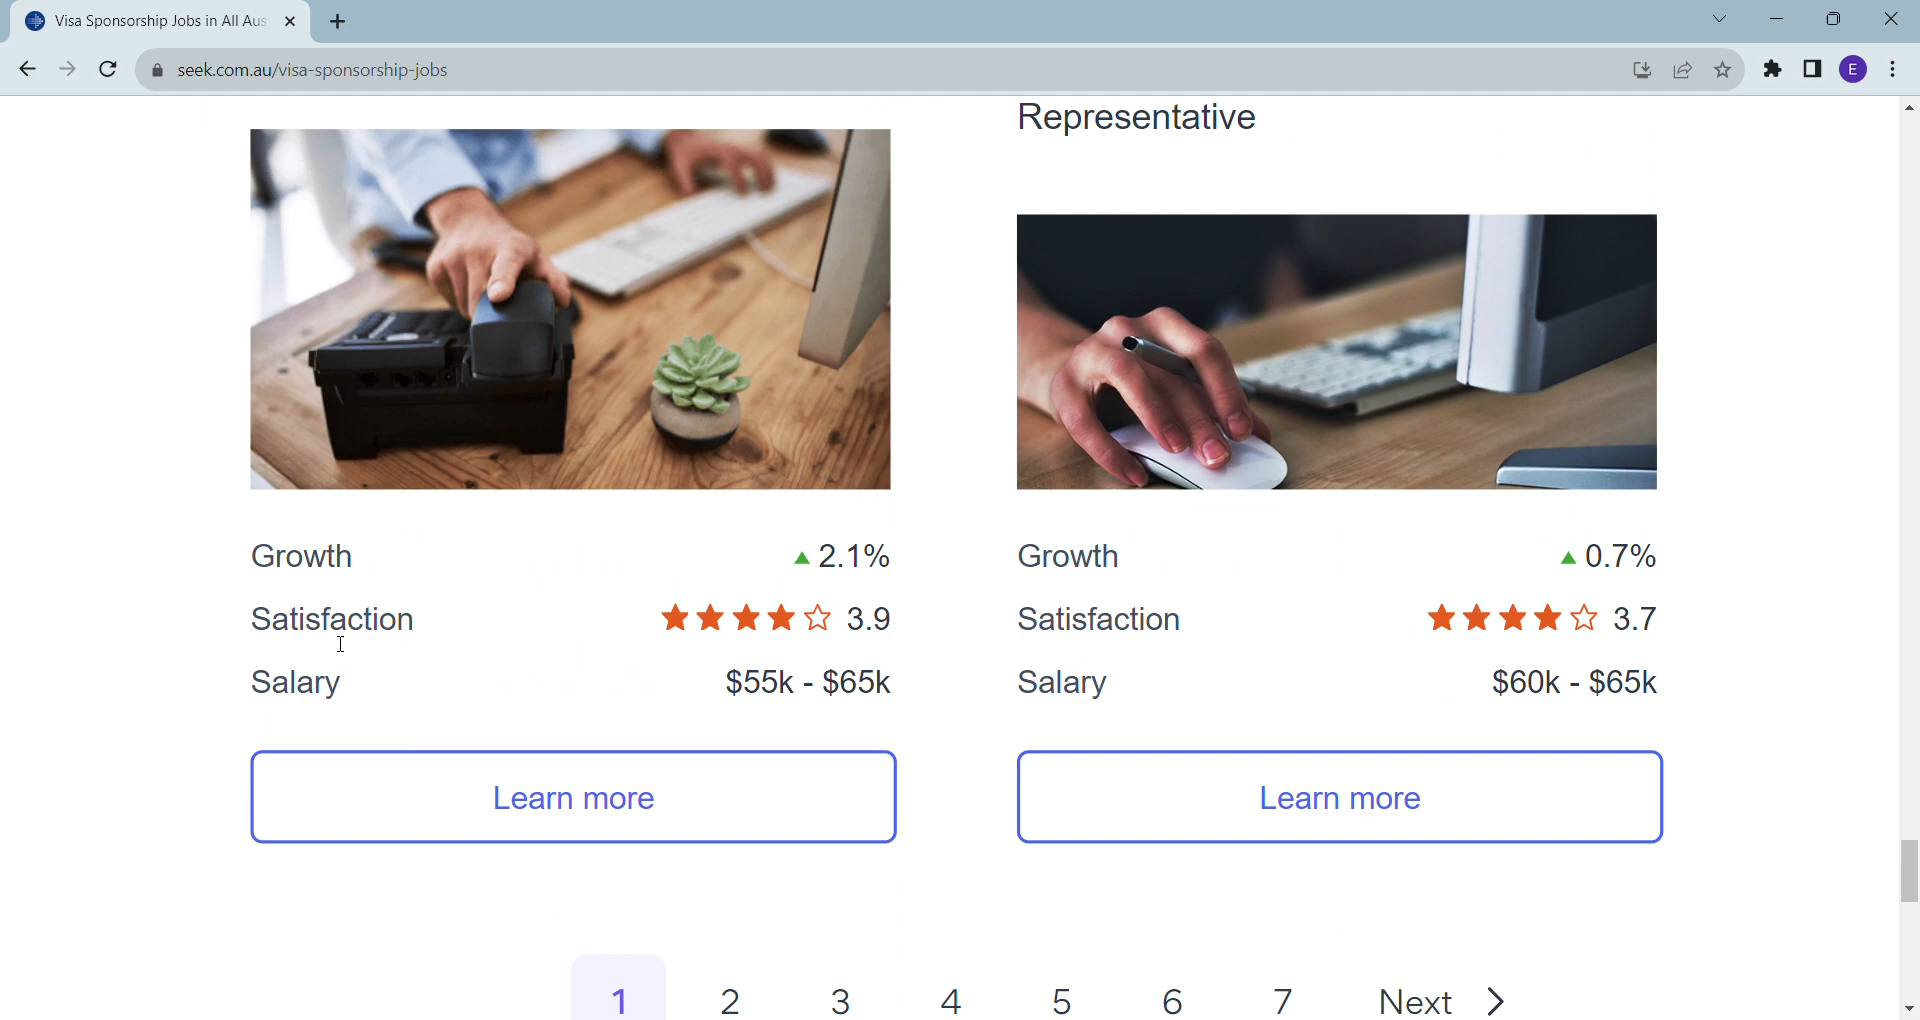 Visa Sponsorship Jobs in All Aus
seek.com.au/visa-sponsorship-jobs
E
Representative
Growth 2.1%
Satisfaction 3.9
Salary $55k - $65k
Learn more
Growth 0.7%
Satisfaction 3.7
Salary $60k - $65k
Learn more
1 2 3 4 5 6 7 Next